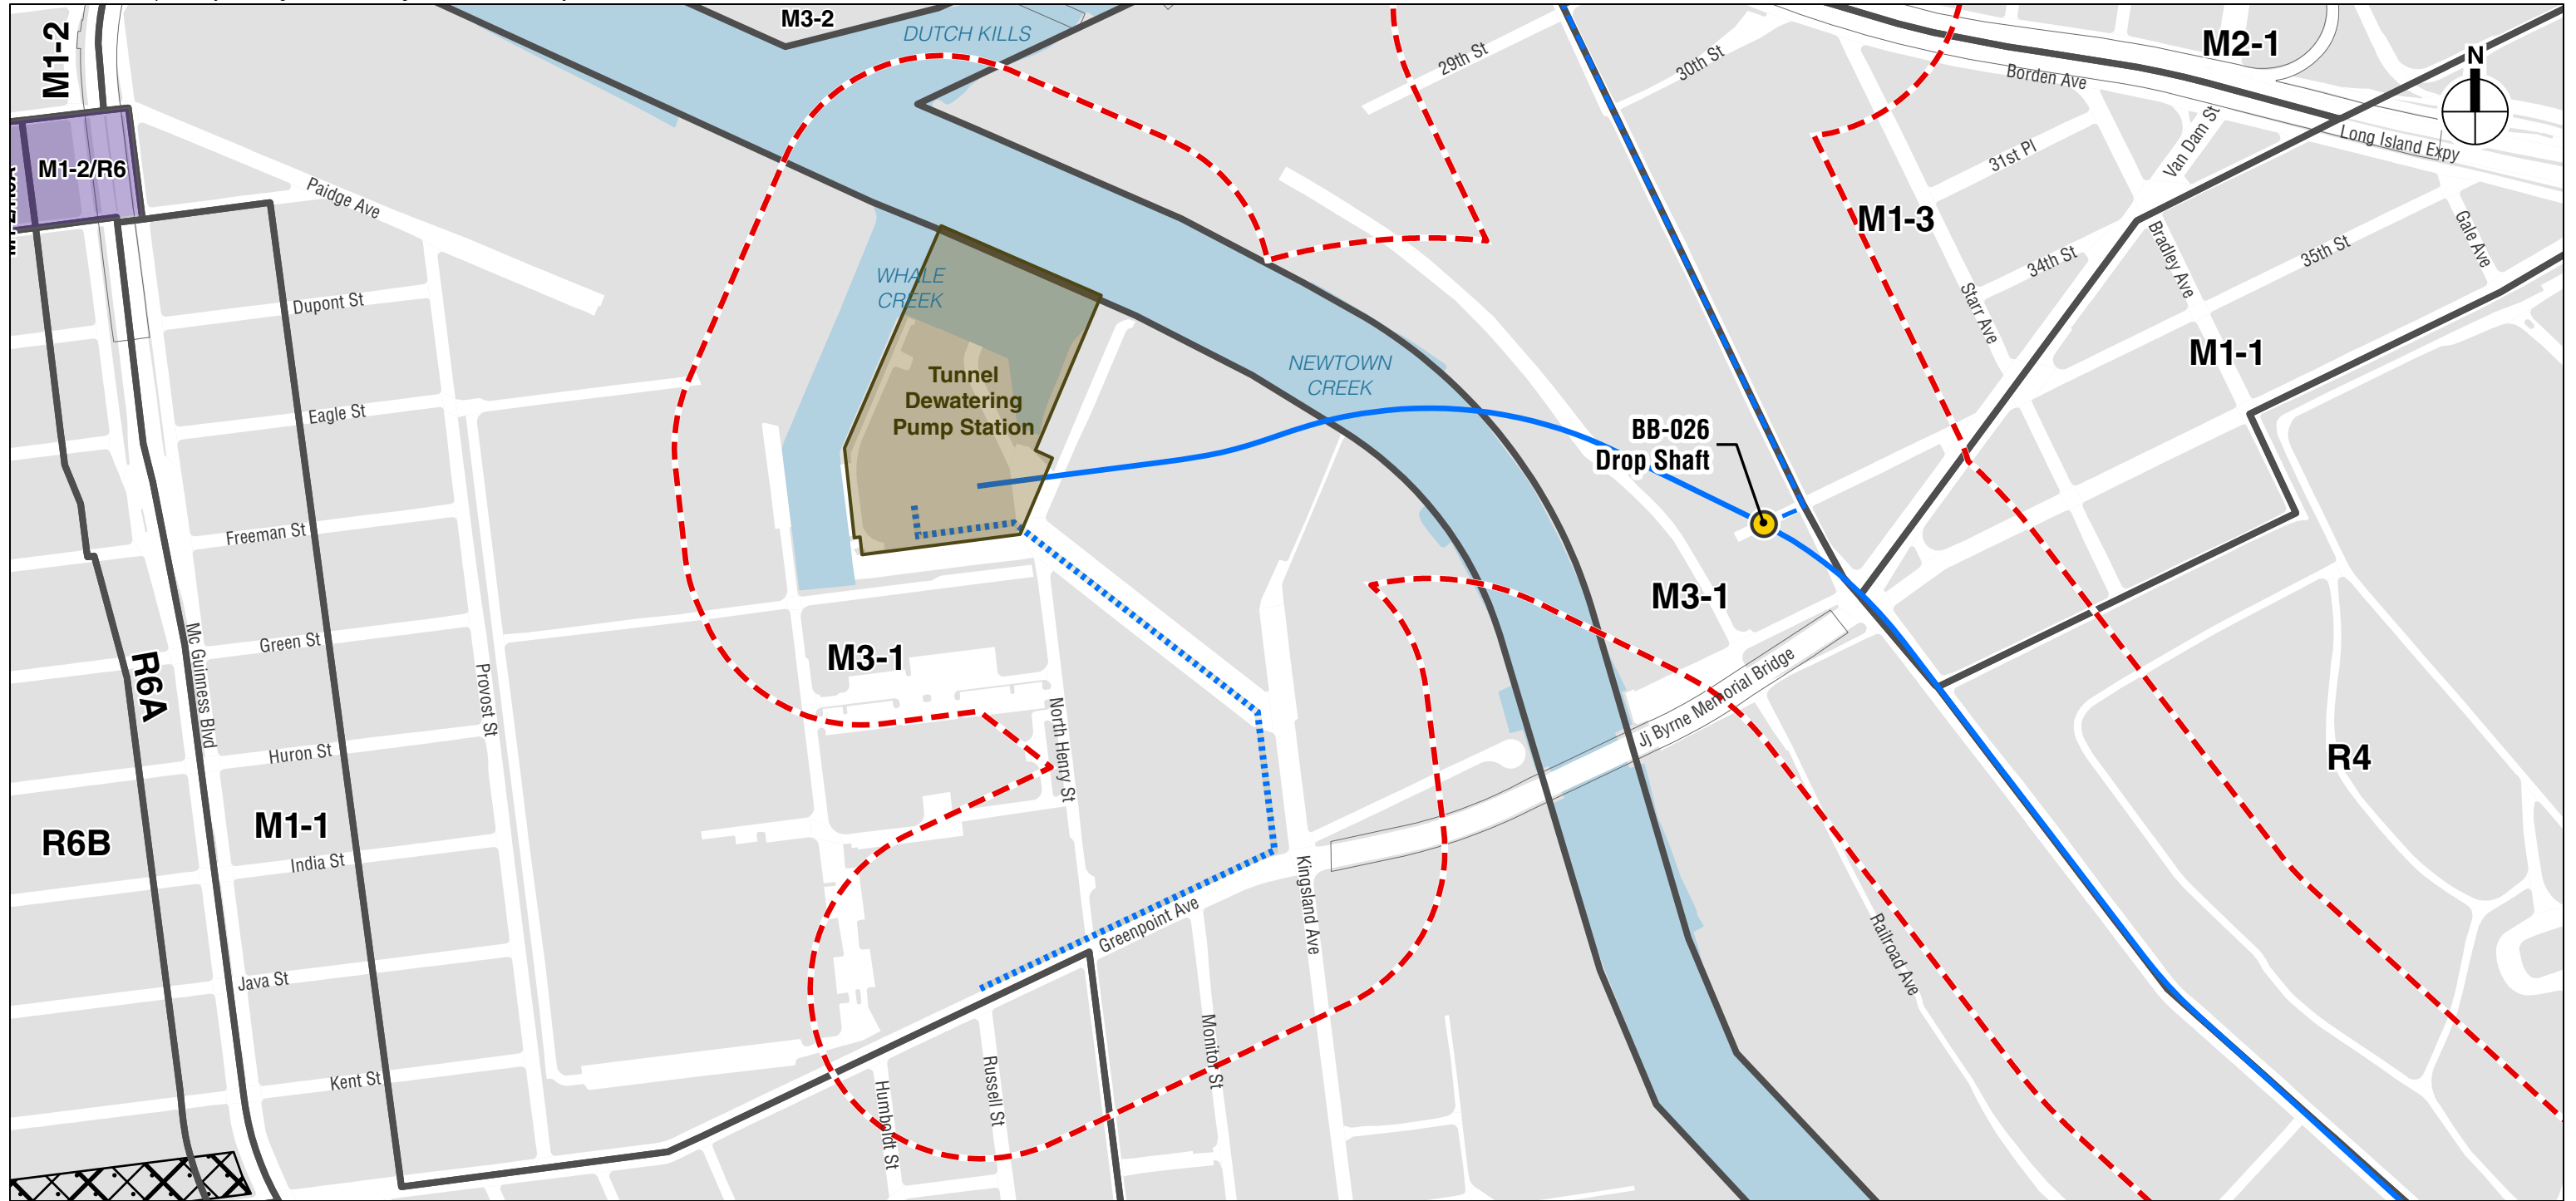 M3-2
DUTCH KILLS
M1-2
29th St
30th St
Borden Ave
M2-1
N
Long Island Expy
Van Dam St
31st Pl
M1-2/R6
Paidge Ave
M1-3
Gale Ave
Bradley Ave
34th St
35th St
Starr Ave
WHALE
CREEK
Dupont St
M1-1
NEWTOWN
CREEK
Tunnel
Dewatering
Pump Station
Eagle St
BB-026
Drop Shaft
Freeman St
M3-1
Green St
Mc Guinness Blvd
R6A
M3-1
Provost St
North Henry St
Jj Byrne Memorial Bridge
Huron St
R4
M1-1
R6B
India St
Kingsland Ave
Greenpoint Ave
Railroad Ave
Java St
Monitor St
Russell St
Kent St
Humboldt St